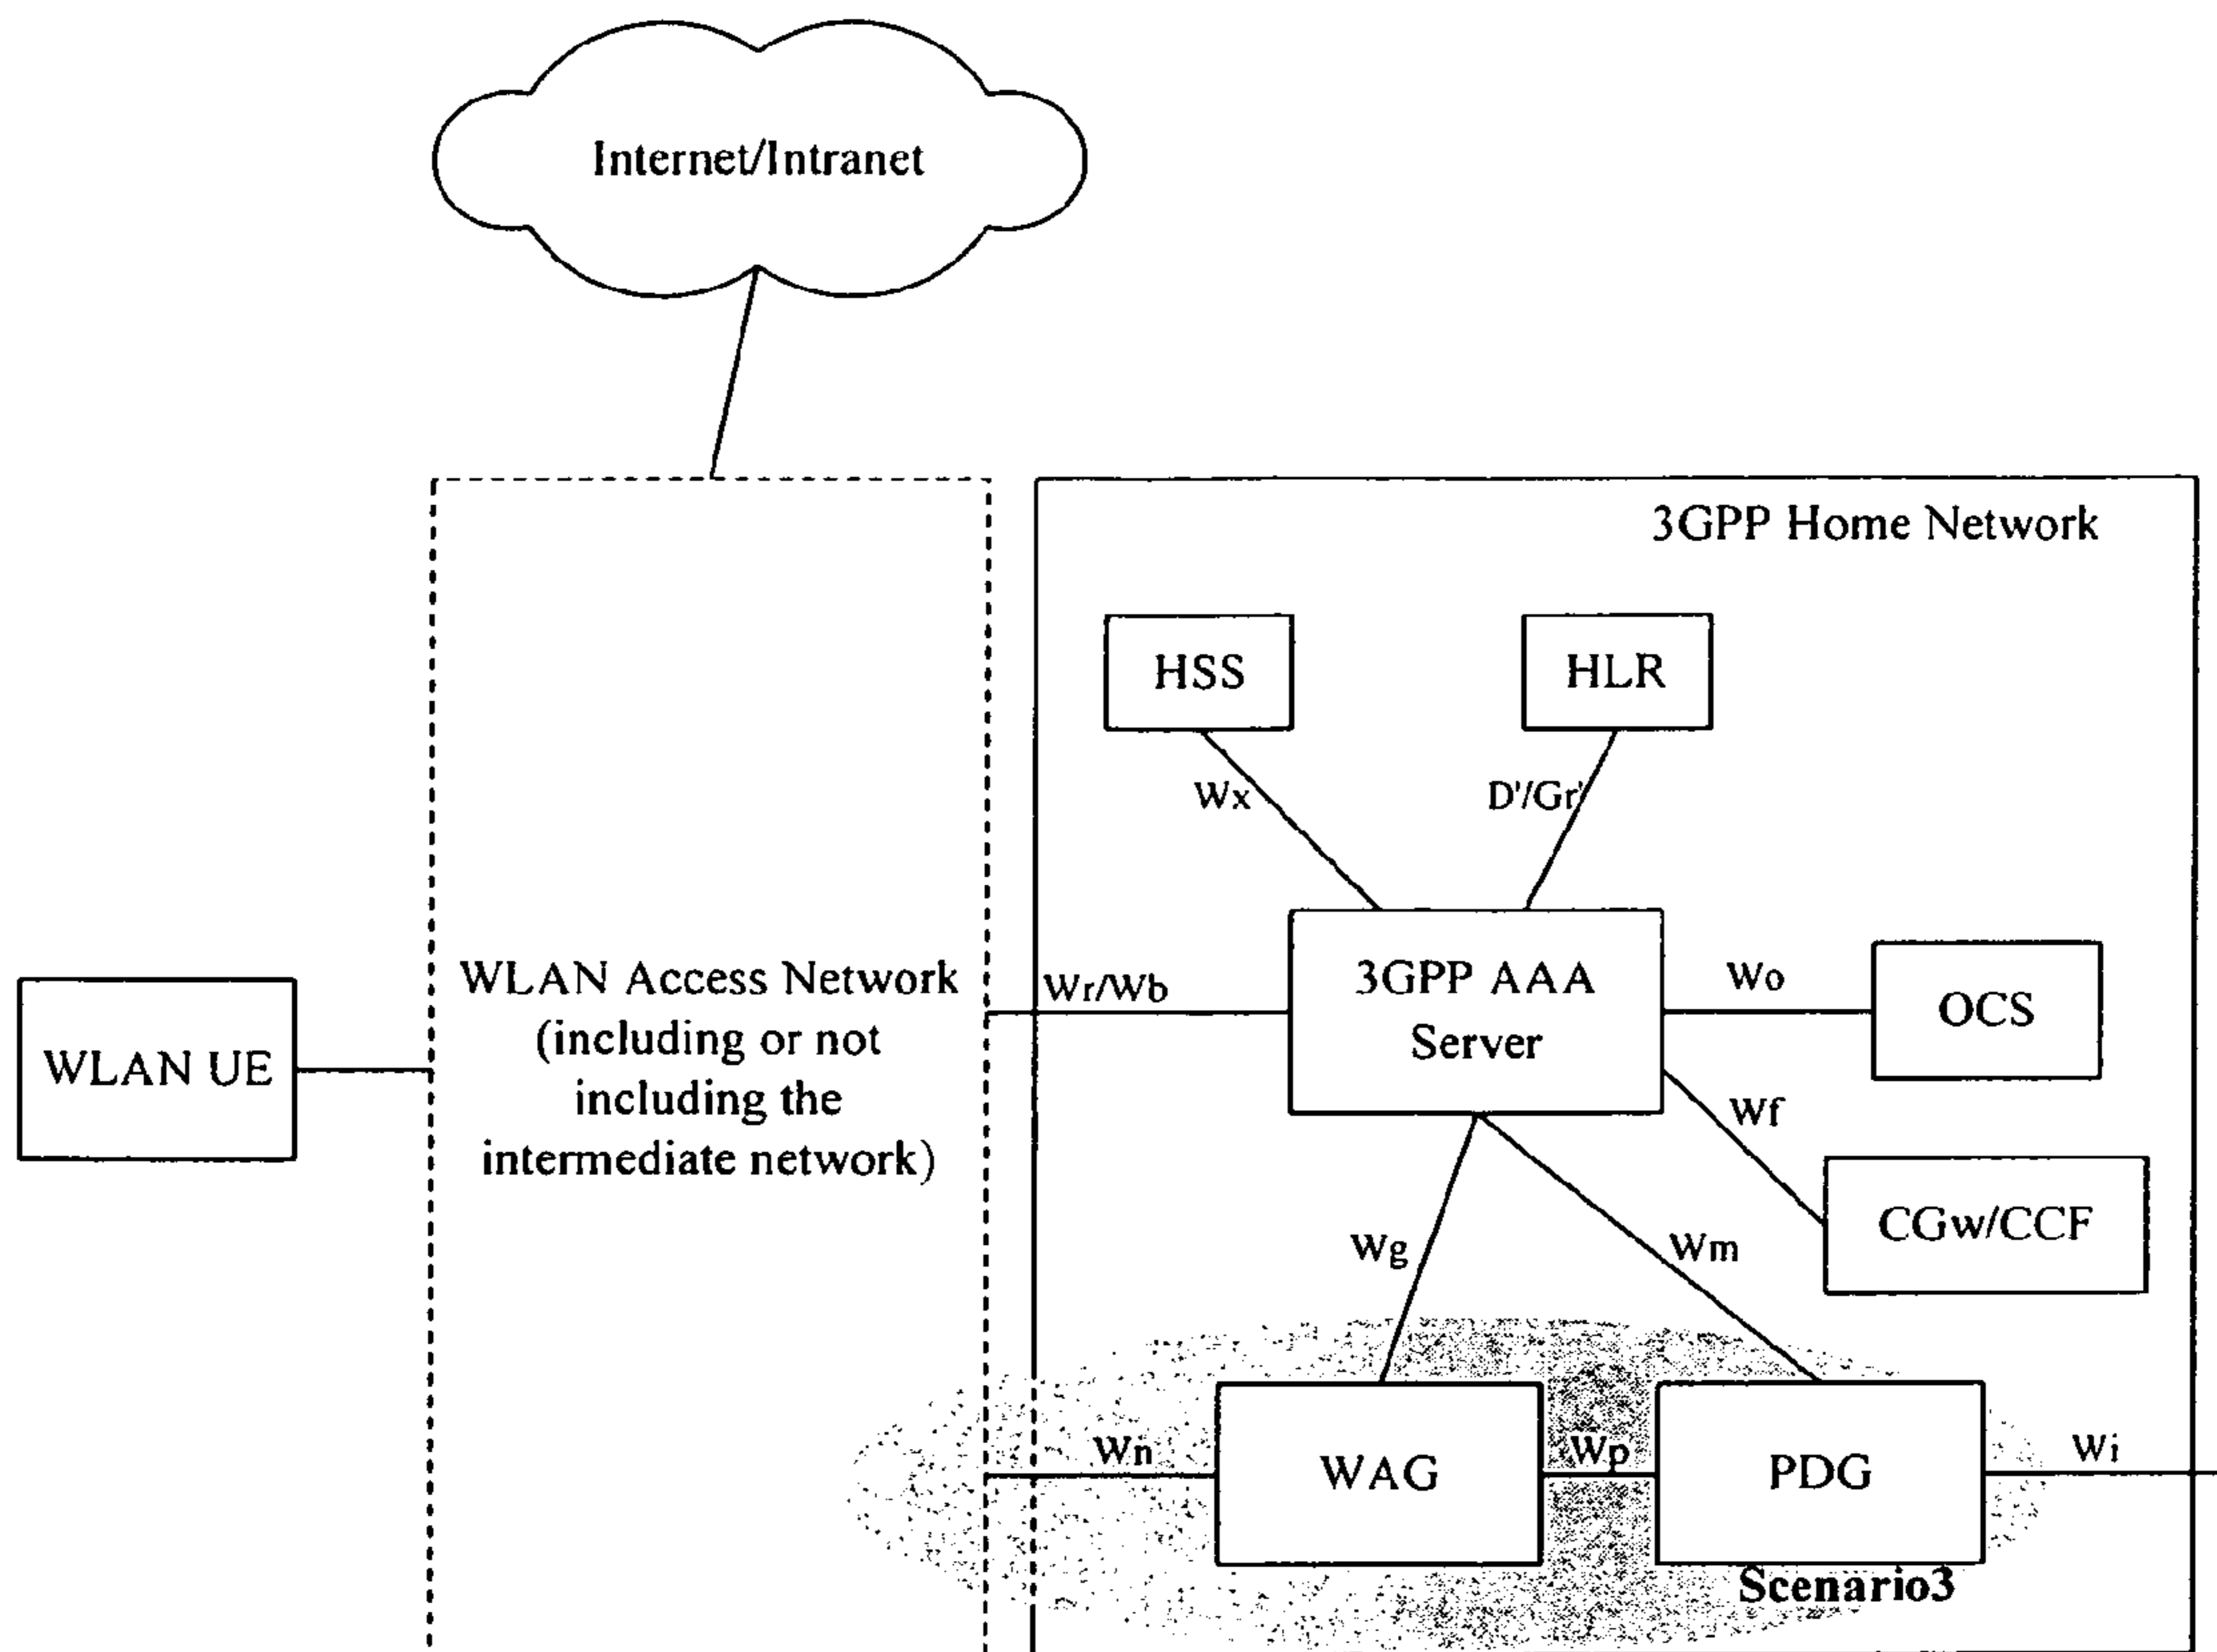 Internet/Intranet
3GPP Home Network
HSS
HLR
Wx
D'/Gr'
WLAN UE
WLAN Access Network
(including or not
including the
intermediate network)
Wr/Wb
3GPP AAA
Server
Wo
OCS
Wf
CGw/CCF
Wg
Wm
Wn
WAG
Wp
PDG
Wi
Scenario3